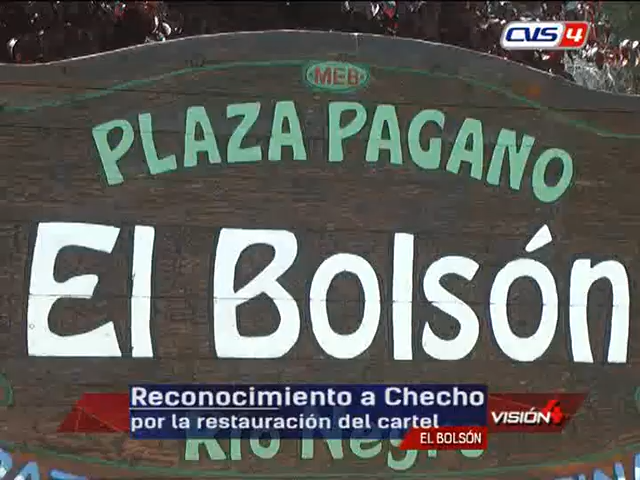 CVS 4
MEB
PLAZA PAGANO
El Bolsón
Reconocimiento a Checho
por la restauración del cartel
VISIÓN 4
EL BOLSÓN
Río Negro